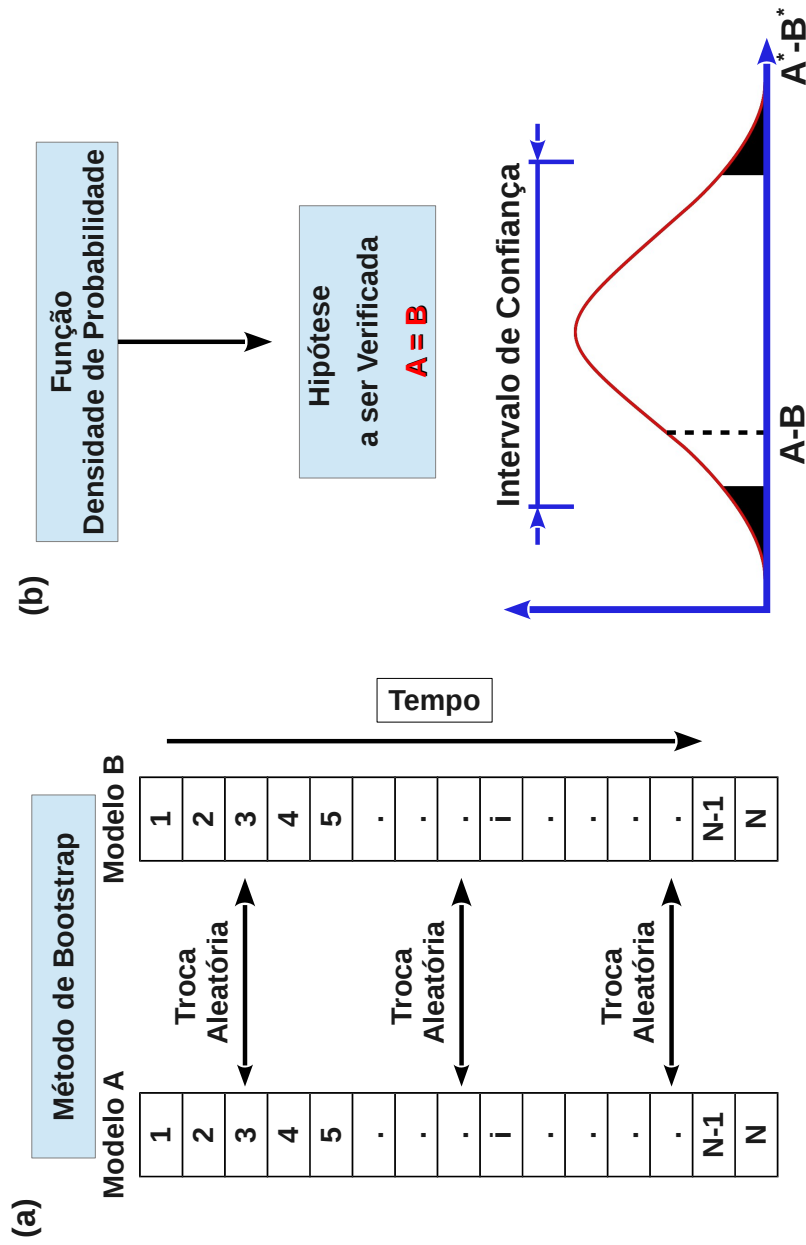 (a)
Método de Bootstrap
Modelo A
Modelo B
1
2
3
4
5
.
.
.
i
.
.
.
.
N-1
N
Troca
Aleatória
Troca
Aleatória
Troca
Aleatória
1
2
3
4
5
.
.
.
i
.
.
.
.
N-1
N
Tempo
(b)
Função
Densidade de Probabilidade
Hipótese
a ser Verificada
A = B
Intervalo de Confiança
A-B
A*-B*